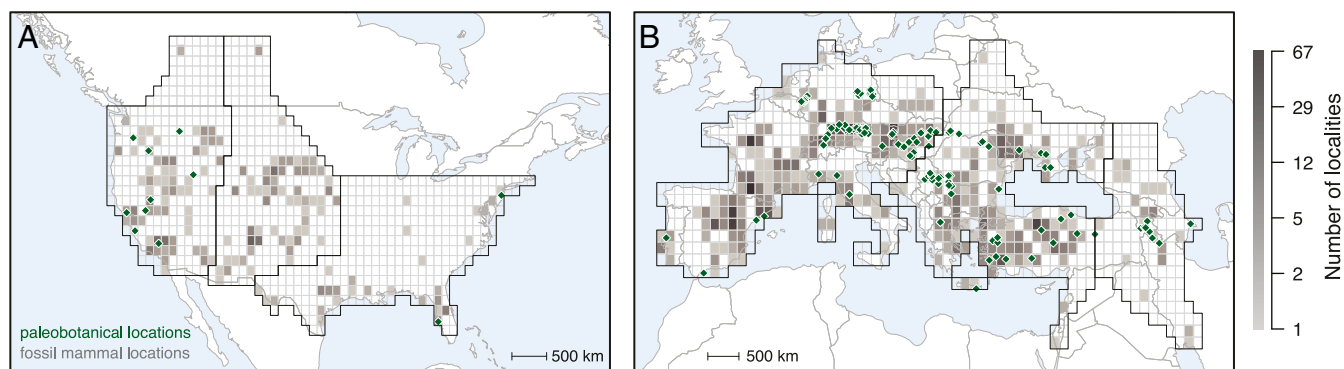 A
paleobotanical locations
fossil mammal locations
500 km
B
500 km
67
29
12
5
2
1
Number of localities